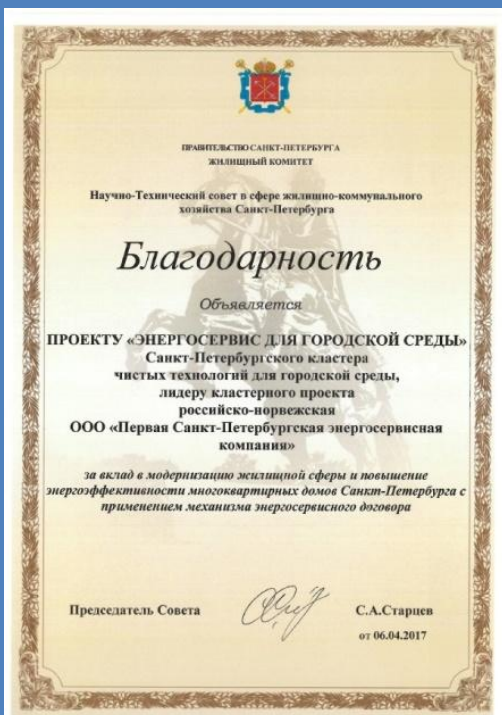 ПРАВИТЕЛЬСТВО САНКТ-ПЕТЕРБУРГА
ЖИЛИЩНЫЙ КОМИТЕТ
Научно-Технический совет в сфере жилищно-коммунального
хозяйства Санкт-Петербурга
Благодарность
Объявляется
ПРОЕКТУ «ЭНЕРГОСЕРВИС ДЛЯ ГОРОДСКОЙ СРЕДЫ»
Санкт-Петербургского кластера
чистых технологий для городской среды,
лидеру кластерного проекта
российско-норвежская
ООО «Первая Санкт-Петербургская энергосервисная
компания»
за вклад в модернизацию жилищной сферы и повышение
энергоэффективности многоквартирных домов Санкт-Петербурга с
применением механизма энергосервисного договора
Председатель Совета
С.А.Старцев
от 06.04.2017